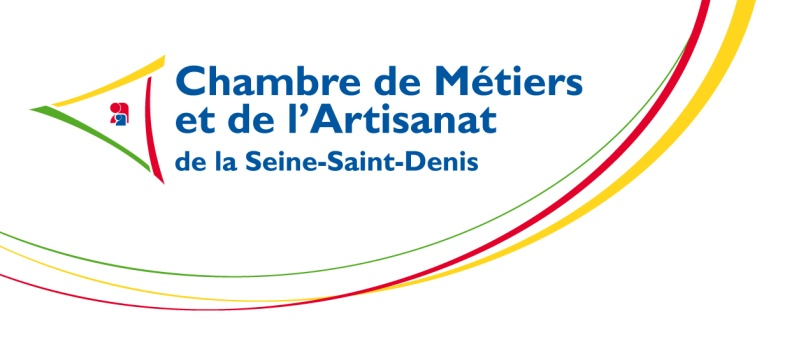 Chambre de Métiers
et de l'Artisanat
de la Seine-Saint-Denis